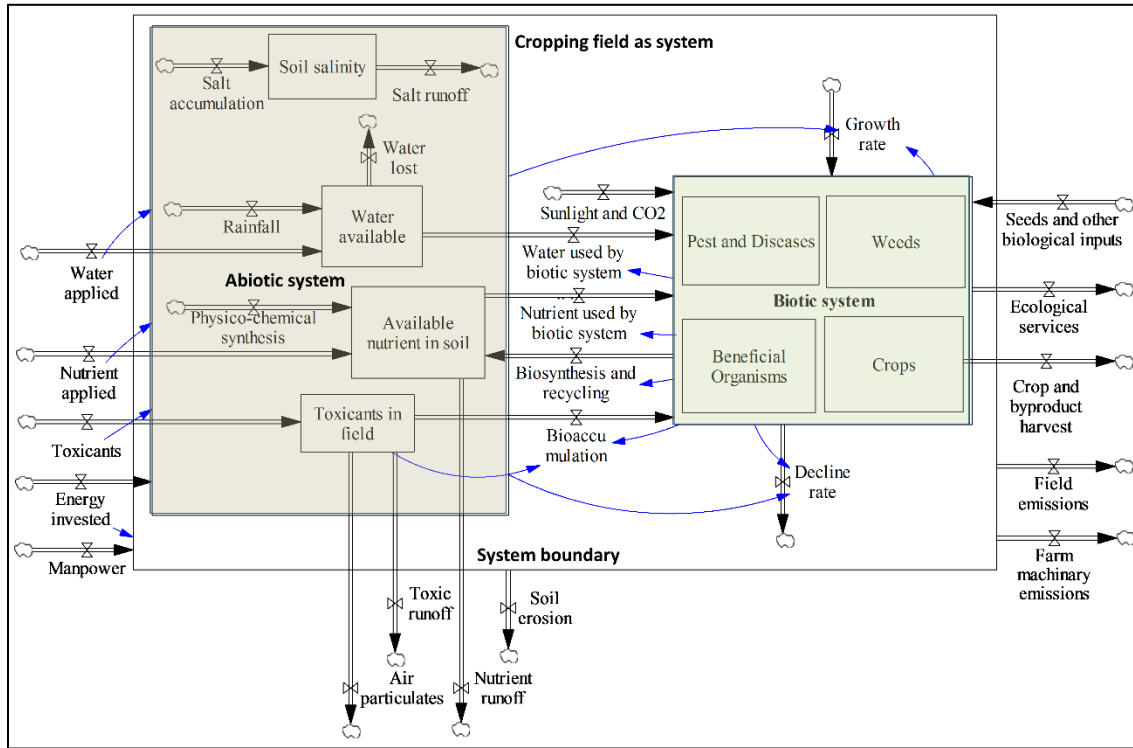 Cropping field as system
Soil salinity
Salt
accumulation
Salt runoff
Growth
rate
Water
lost
Water
available
Rainfall
Sunlight and CO2
Pest and Diseases
Weeds
Seeds and other
biological inputs
Water
applied
Abiotic system
Water used by
biotic system
Biotic system
Physico-chemical
synthesis
Available
nutrient in soil
Nutrient used by
biotic system
Ecological
services
Nutrient
applied
Biosynthesis and
recycling
Beneficial
Organisms
Crops
Crop and
byproduct
harvest
Toxicants in
field
Toxicants
Bioaccu
mulation
Decline
rate
Energy
invested
Field
emissions
Manpower
System boundary
Farm
machinary
emissions
Toxic
runoff
Soil
erosion
Air
particulates
Nutrient
runoff